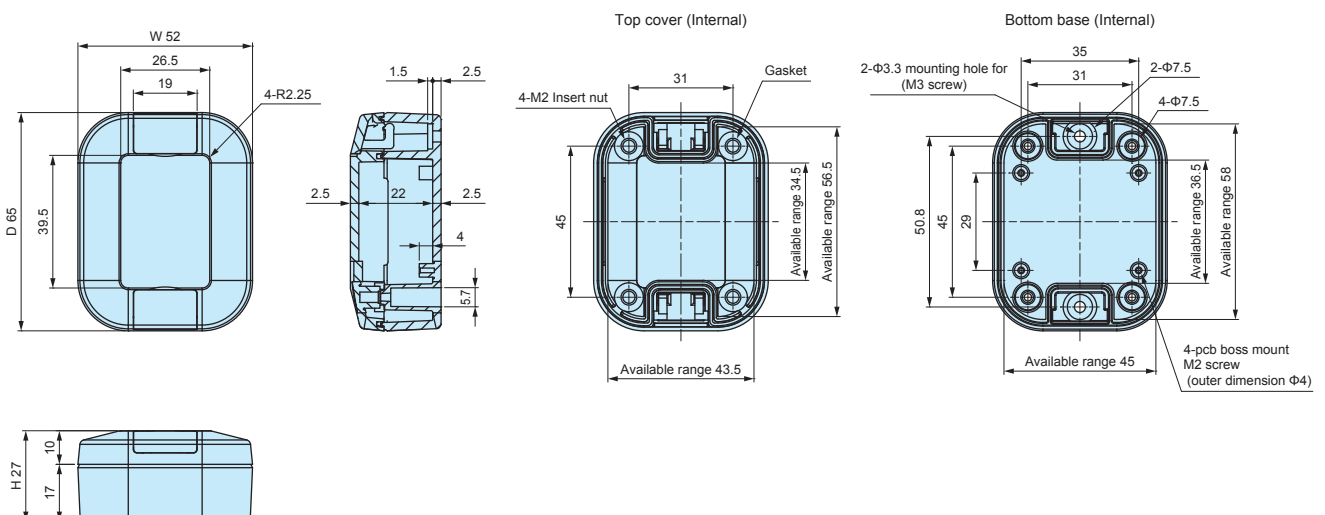 Top cover (Internal)
Bottom base (Internal)
W 52
26.5
19
4-R2.25
D 65
39.5
1.5
2.5
2.5
22
2.5
4
5.7
31
4-M2 Insert nut
Gasket
45
Available range 34.5
Available range 56.5
Available range 43.5
35
31
2-Φ3.3 mounting hole for
(M3 screw)
2-Φ7.5
4-Φ7.5
50.8
45
29
Available range 36.5
Available range 58
Available range 45
4-pcb boss mount
M2 screw
(outer dimension Φ4)
H 27
10
17